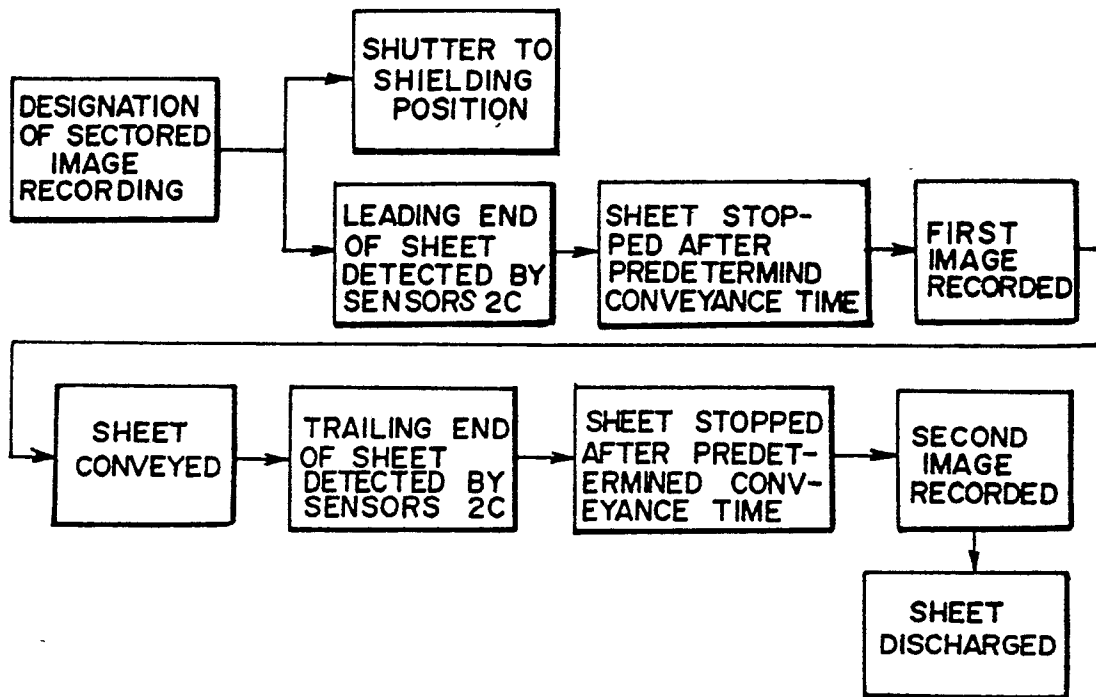 DESIGNATION
OF SECTORED
IMAGE
RECORDING
SHUTTER TO
SHIELDING
POSITION
LEADING END
OF SHEET
DETECTED BY
SENSORS 2C
SHEET STOP-
PED AFTER
PREDETERMIND
CONVEYANCE TIME
FIRST
IMAGE
RECORDED
SHEET
CONVEYED
TRAILING END
OF SHEET
DETECTED BY
SENSORS 2C
SHEET STOPPED
AFTER PREDET-
ERMINED CONV-
EYANCE TIME
SECOND
IMAGE
RECORDED
SHEET
DISCHARGED